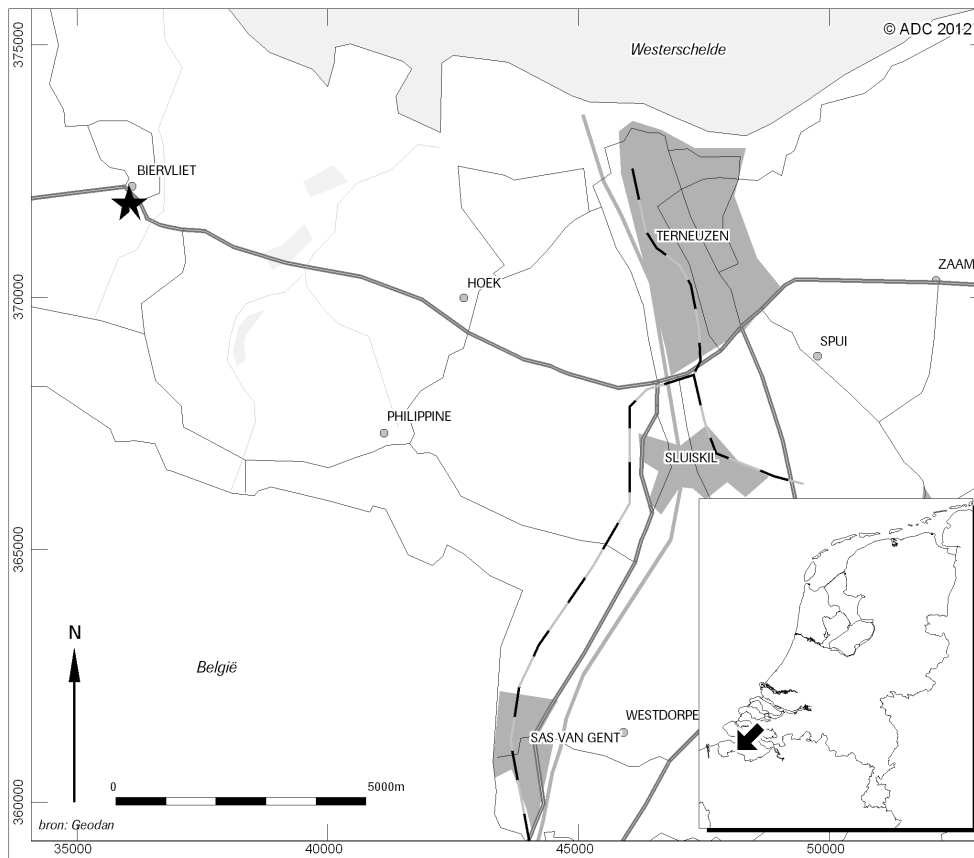 © ADC 2012
375000
Westerschelde
BIERVLIET
TERNEUZEN
ZAAM
HOEK
370000
SPUI
PHILIPPINE
SLUISKIL
365000
N
België
WESTDORPE
SAS VAN GENT
0
5000m
360000
bron: Geodan
35000
40000
45000
50000